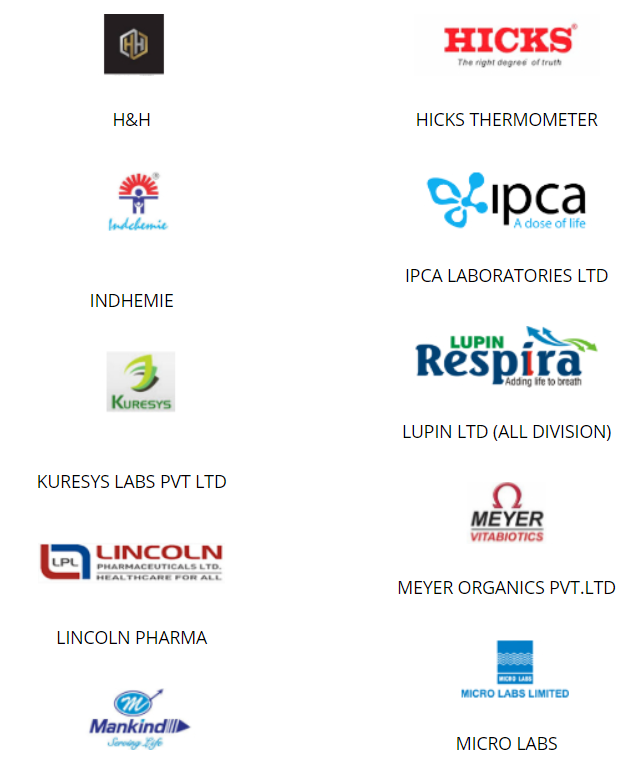 HH
H&H
Indchemie
INDHEMIE
KURESYS
KURESYS LABS PVT LTD
LPL
LINCOLN
PHARMACEUTICALS LTD.
HEALTHCARE FOR ALL
LINCOLN PHARMA
m
Mankind
Serving Life
HICKS®
The right degree of truth
HICKS THERMOMETER
ipca
A dose of life
IPCA LABORATORIES LTD
LUPIN
Respira
Adding life to breath
LUPIN LTD (ALL DIVISION)
MEYER
VITABIOTICS
MEYER ORGANICS PVT.LTD
MICRO LABS
MICRO LABS LIMITED
MICRO LABS